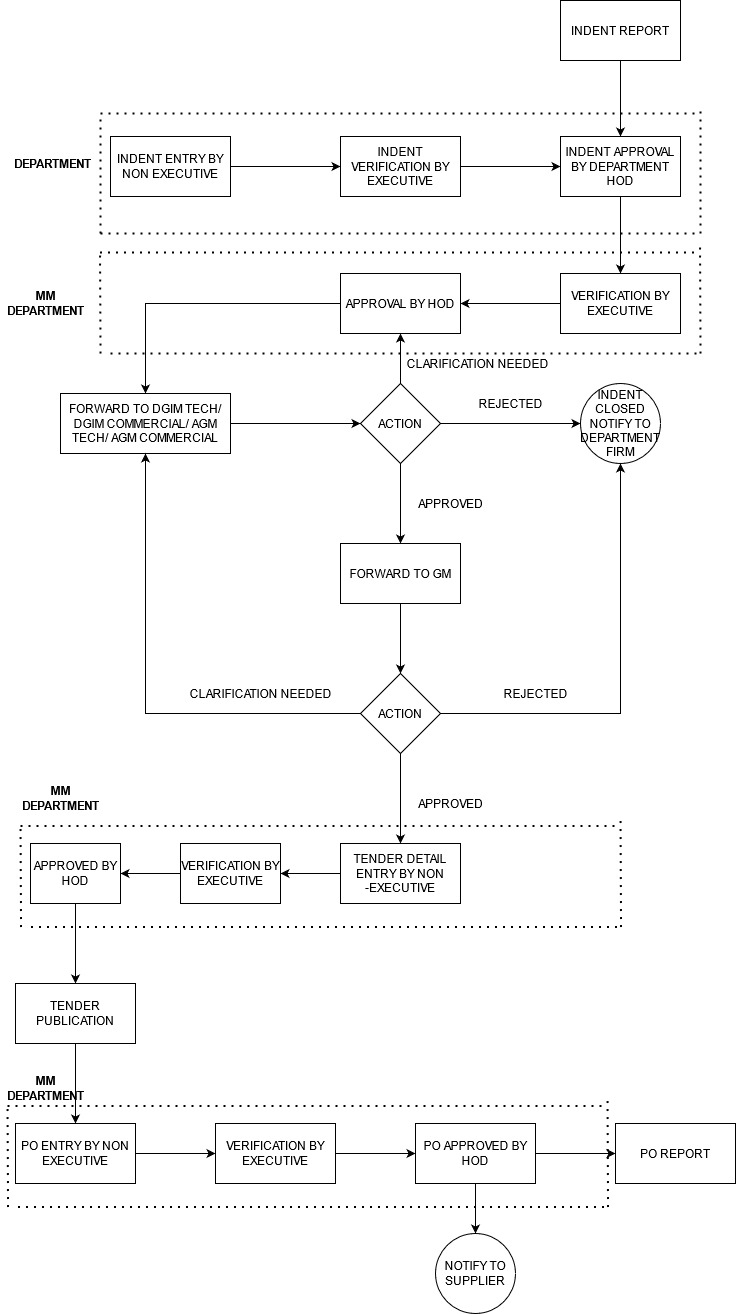 INDENT REPORT
DEPARTMENT
INDENT ENTRY BY
NON EXECUTIVE
INDENT
VERIFICATION BY
EXECUTIVE
INDENT APPROVAL
BY DEPARTMENT
HOD
MM
DEPARTMENT
APPROVAL BY HOD
VERIFICATION BY
EXECUTIVE
CLARIFICATION NEEDED
FORWARD TO DGIM TECH/
DGIM COMMERCIAL/ AGM
TECH/ AGM COMMERCIAL
ACTION
REJECTED
INDENT
CLOSED
NOTIFY TO
DEPARTMENT
FIRM
APPROVED
FORWARD TO GM
CLARIFICATION NEEDED
ACTION
REJECTED
APPROVED
MM
DEPARTMENT
APPROVED BY
HOD
VERIFICATION BY
EXECUTIVE
TENDER DETAIL
ENTRY BY NON
-EXECUTIVE
TENDER
PUBLICATION
MM
DEPARTMENT
PO ENTRY BY NON
EXECUTIVE
VERIFICATION BY
EXECUTIVE
PO APPROVED BY
HOD
PO REPORT
NOTIFY TO
SUPPLIER